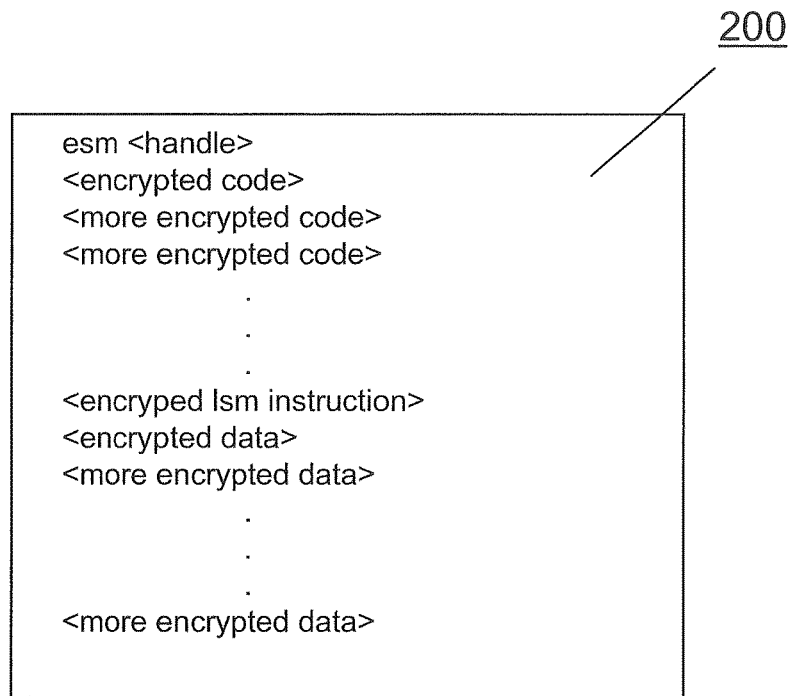 200
esm <handle>
<encrypted code>
<more encrypted code>
<more encrypted code>
.
.
.
<encryped lsm instruction>
<encrypted data>
<more encrypted data>
.
.
.
<more encrypted data>